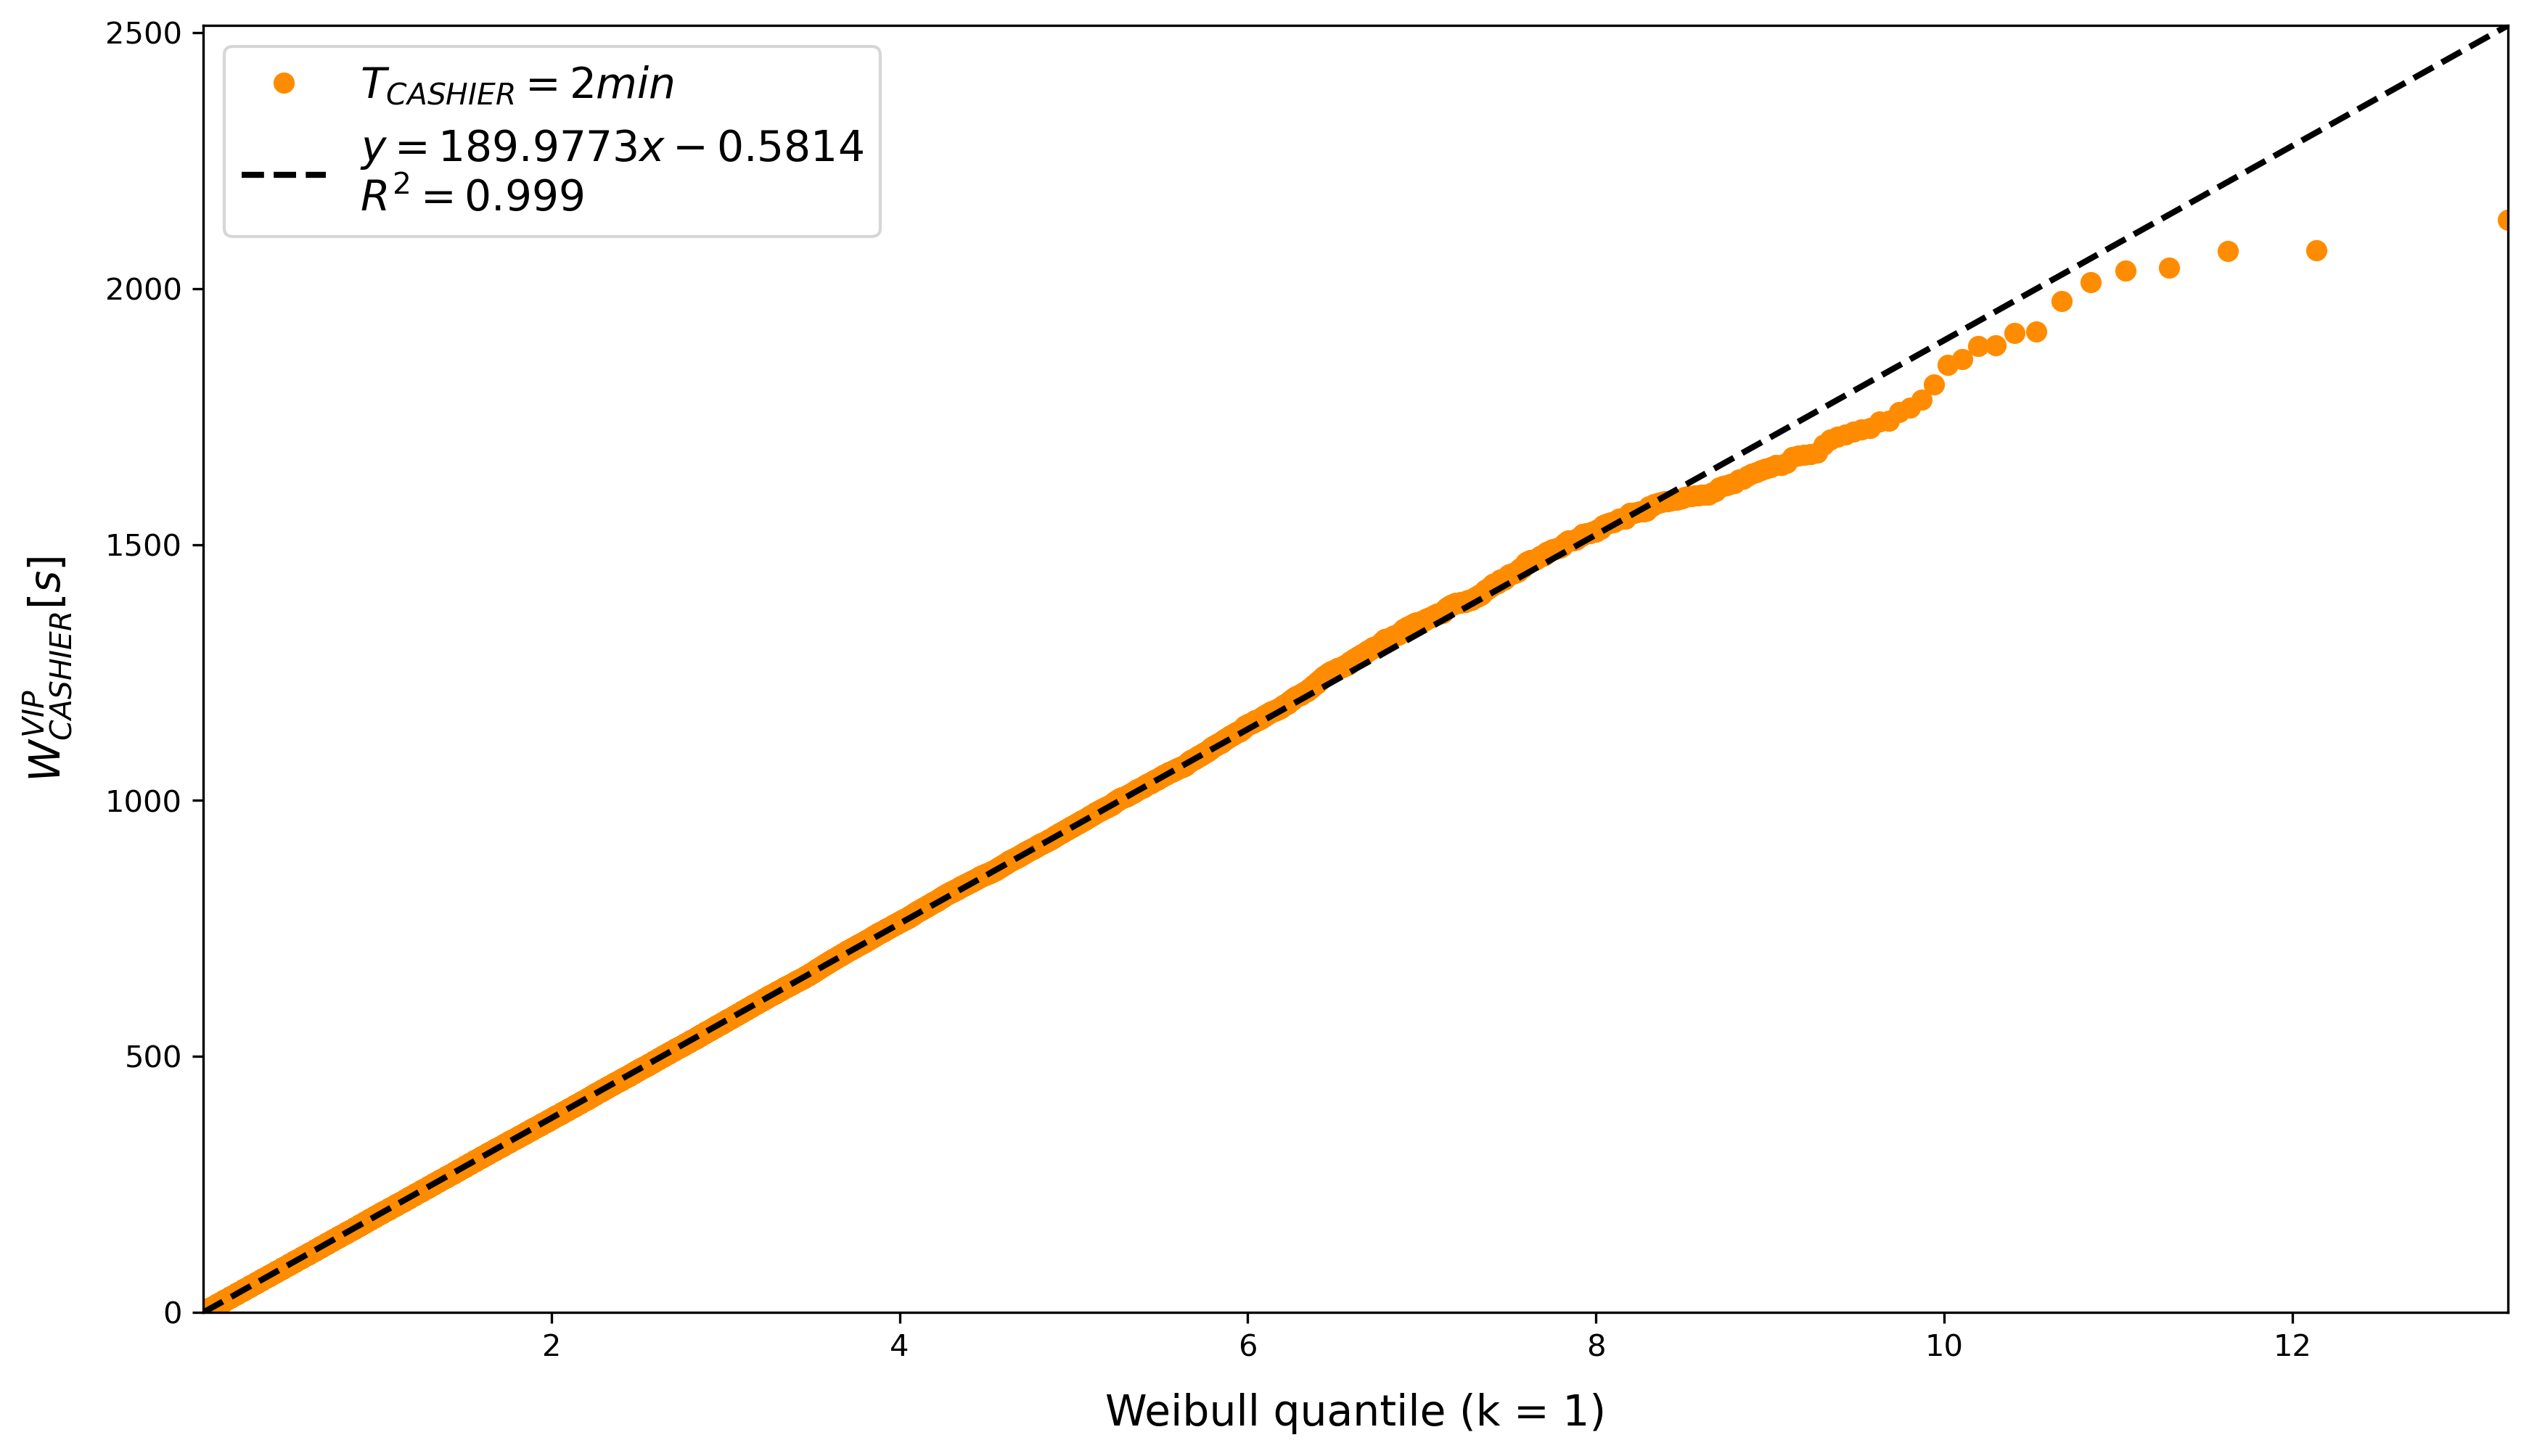 T_CASHIER = 2min
y = 189.9773x − 0.5814
R² = 0.999
W^VIP_CASHIER [s]
2500
2000
1500
1000
500
0
2 4 6 8 10 12
Weibull quantile (k = 1)